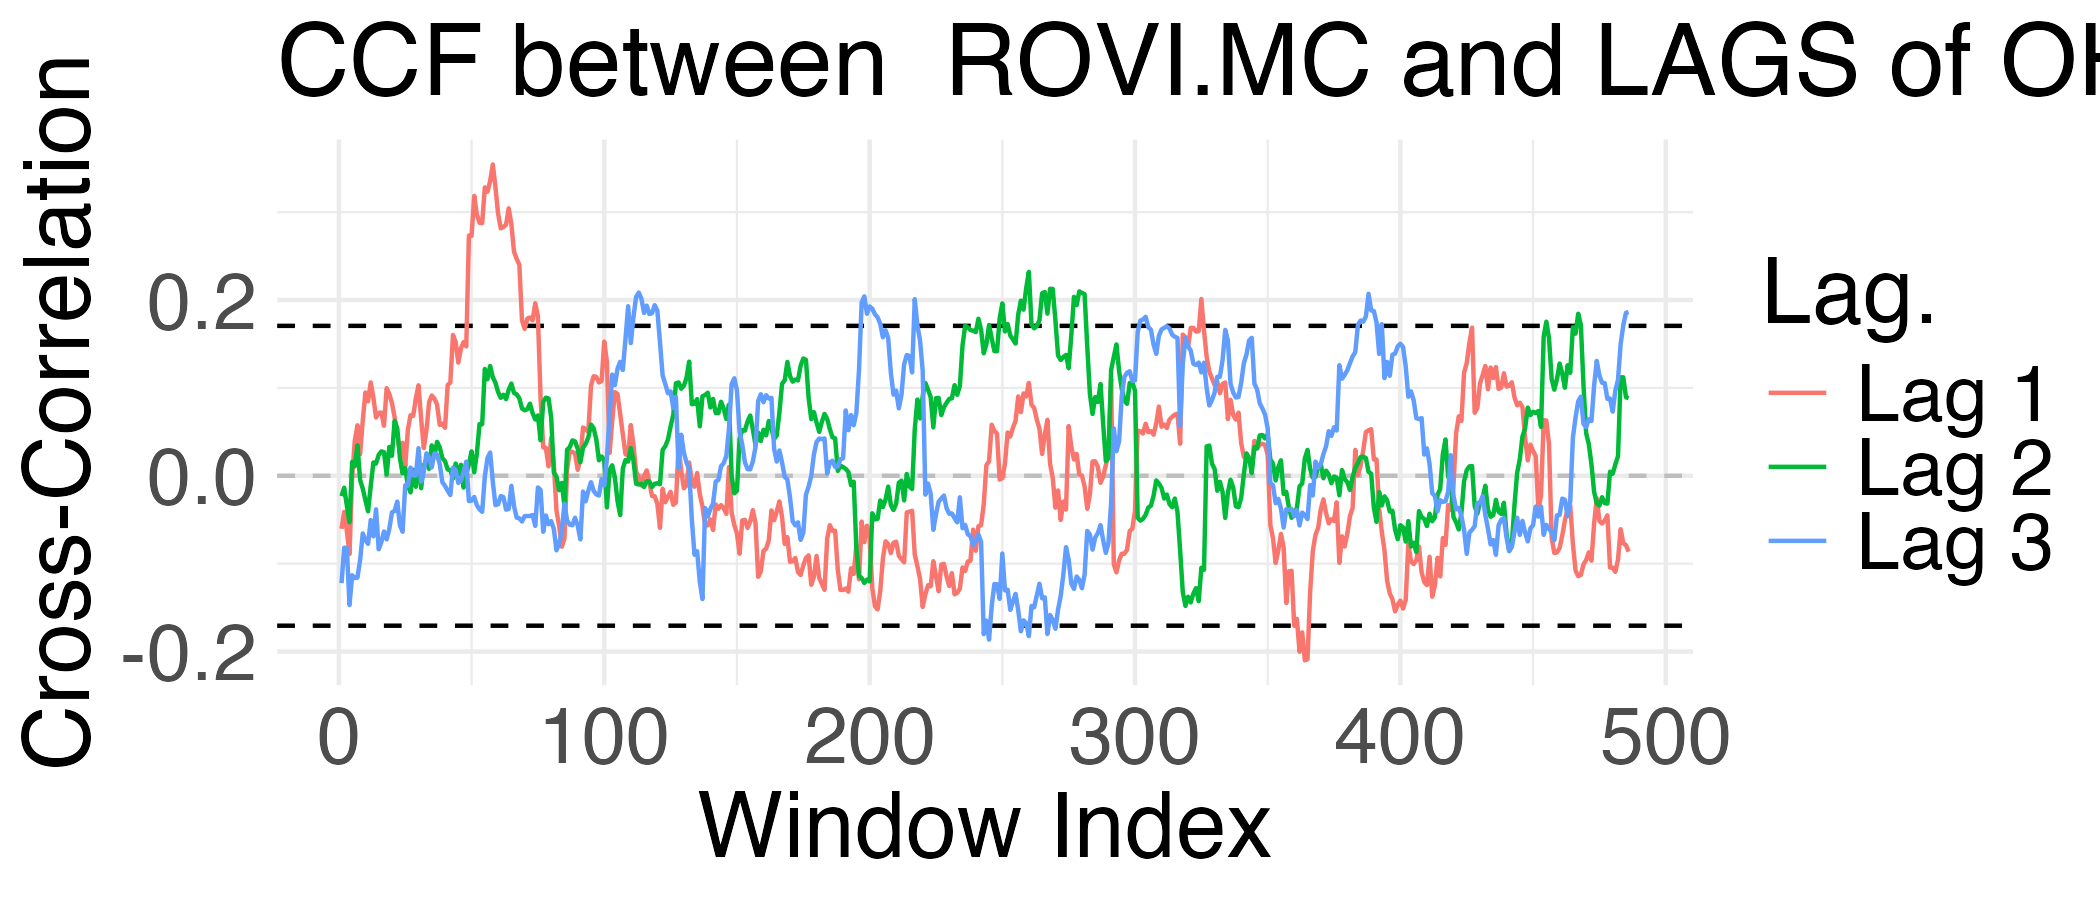 CCF between ROVI.MC and LAGS of
Cross-Correlation
0.2
0.0
-0.2
0
100
200
300
400
500
Window Index
Lag.
Lag 1
Lag 2
Lag 3